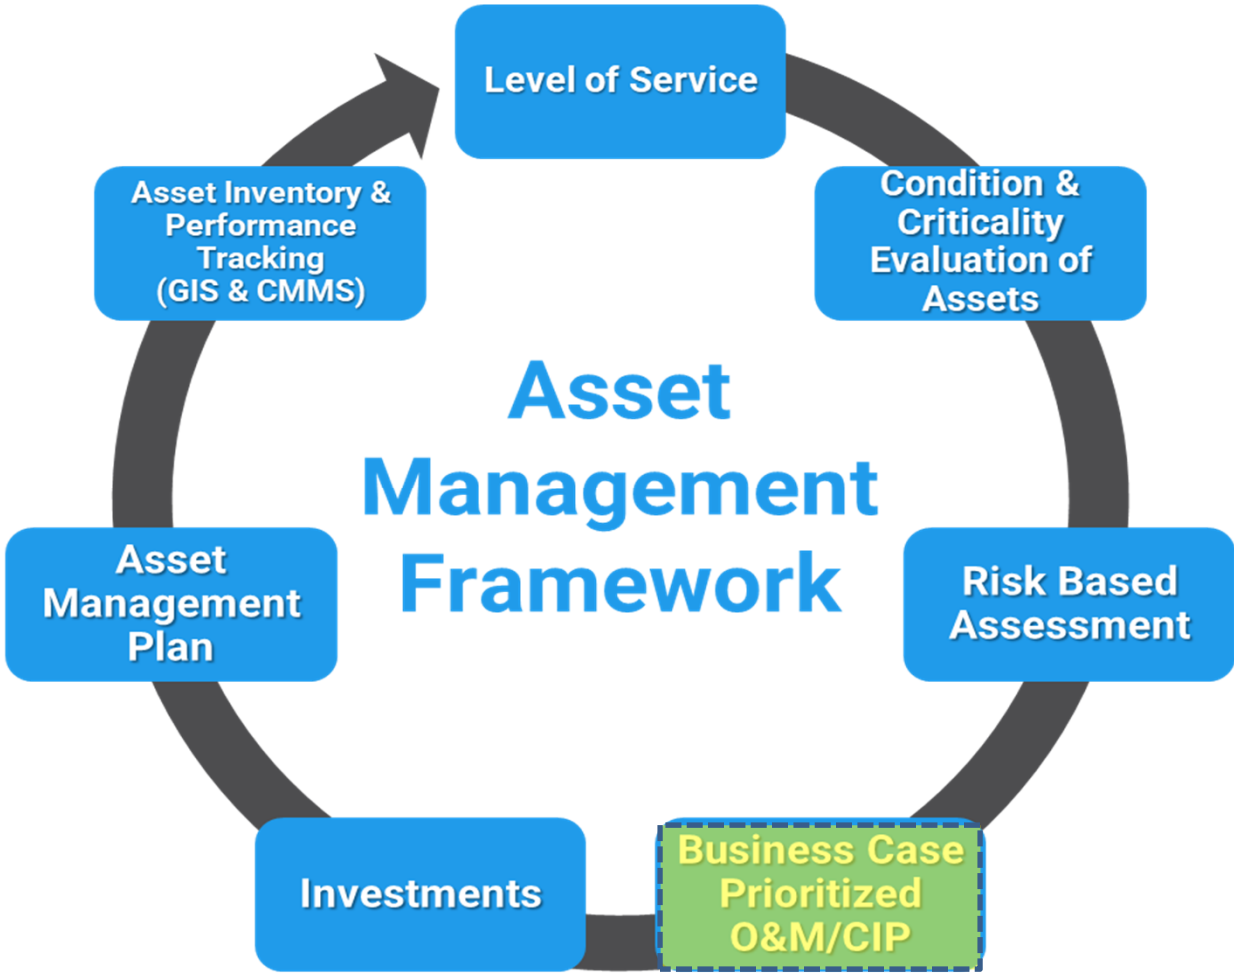 Level of Service
Condition &
Criticality
Evaluation of
Assets
Risk Based
Assessment
Business Case
Prioritized
O&M/CIP
Investments
Asset
Management
Plan
Asset Inventory &
Performance
Tracking
(GIS & CMMS)
Asset
Management
Framework